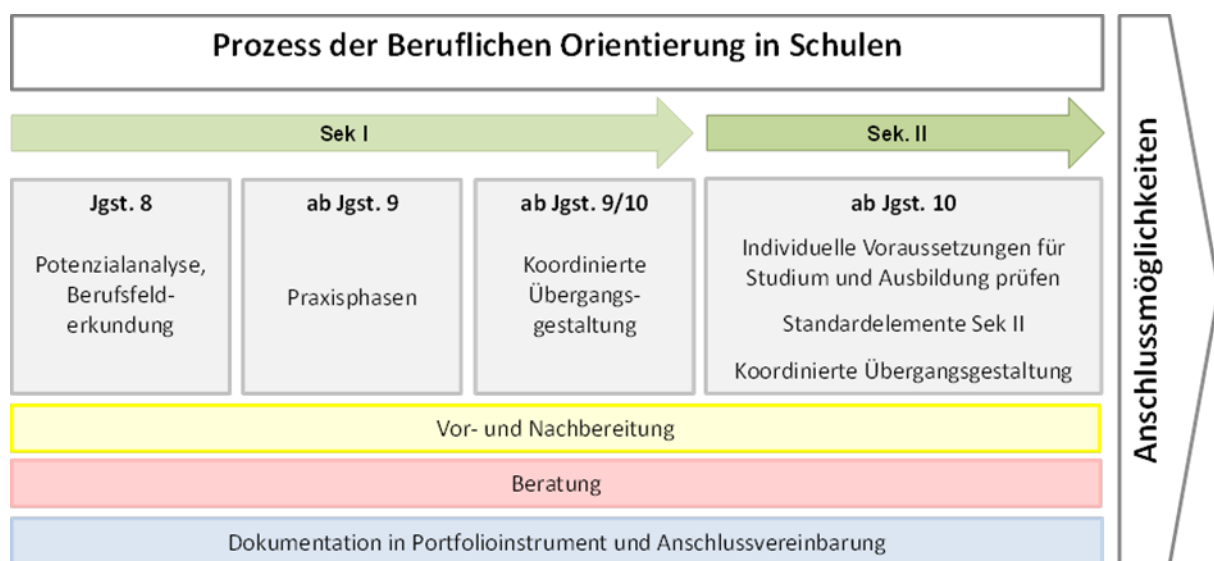 Prozess der Beruflichen Orientierung in Schulen
Sek I
Sek. II
Jgst. 8
Potenzialanalyse,
Berufsfeld-
erkundung
ab Jgst. 9
Praxisphasen
ab Jgst. 9/10
Koordinierte
Übergangs-
gestaltung
ab Jgst. 10
Individuelle Voraussetzungen für
Studium und Ausbildung prüfen
Standardelemente Sek II
Koordinierte Übergangsgestaltung
Vor- und Nachbereitung
Beratung
Dokumentation in Portfolioinstrument und Anschlussvereinbarung
Anschlussmöglichkeiten